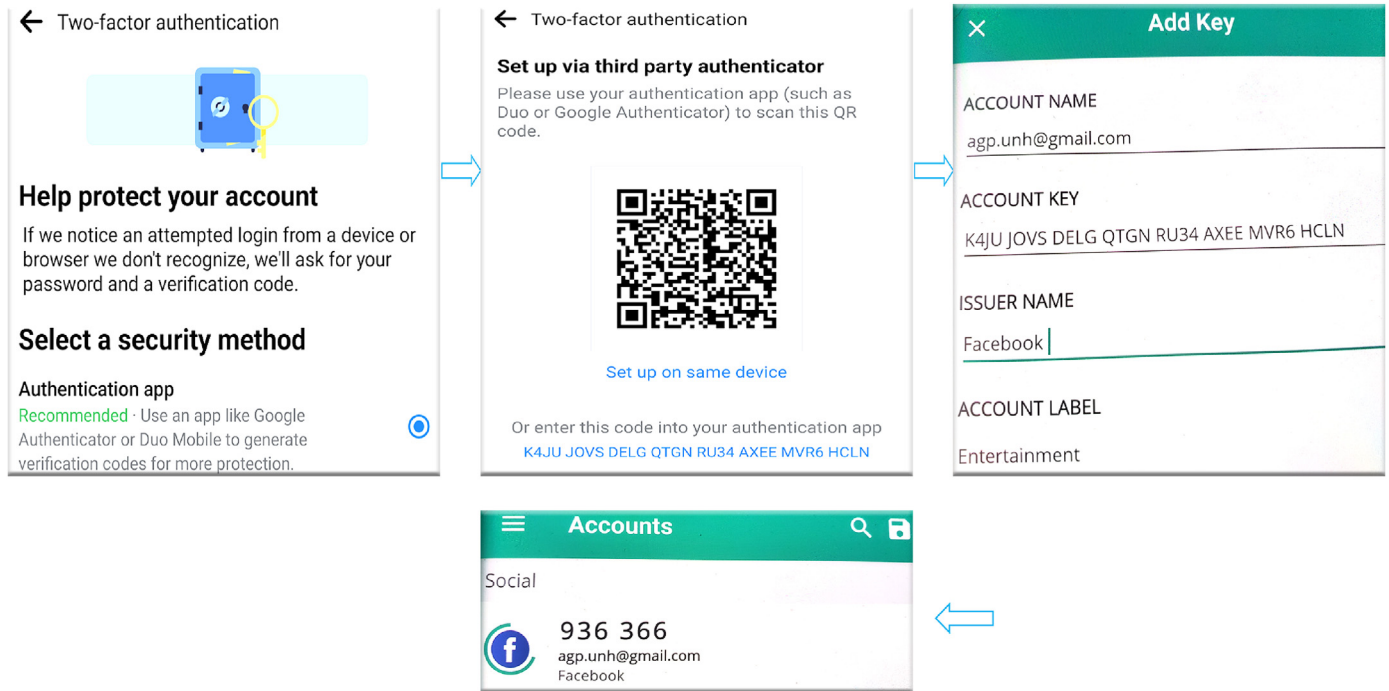 Two-factor authentication
Help protect your account
If we notice an attempted login from a device or
browser we don't recognize, we'll ask for your
password and a verification code.
Select a security method
Authentication app
Recommended · Use an app like Google
Authenticator or Duo Mobile to generate
verification codes for more protection.
Two-factor authentication
Set up via third party authenticator
Please use your authentication app (such as
Duo or Google Authenticator) to scan this QR
code.
Set up on same device
Or enter this code into your authentication app
K4JU JOVS DELG QTGN RU34 AXEE MVR6 HCLN
Add Key
ACCOUNT NAME
agp.unh@gmail.com
ACCOUNT KEY
K4JU JOVS DELG QTGN RU34 AXEE MVR6 HCLN
ISSUER NAME
Facebook
ACCOUNT LABEL
Entertainment
Accounts
Social
936 366
agp.unh@gmail.com
Facebook